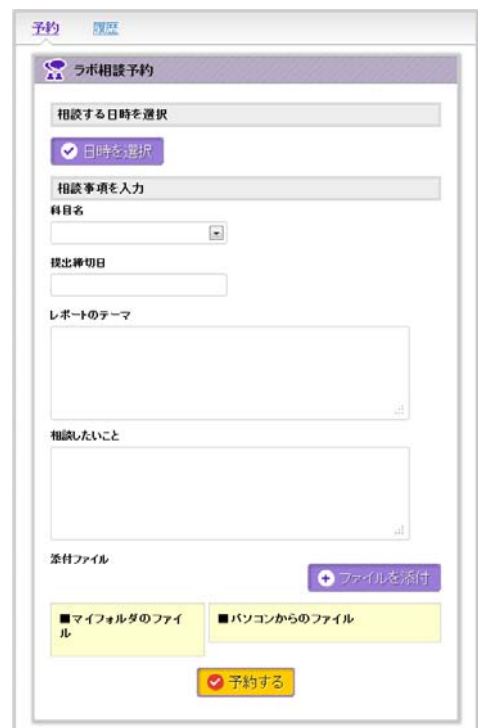 予約 履歴
ラボ相談予約
相談する日時を選択
日時を選択
相談事項を入力
科目名
提出締切日
レポートのテーマ
相談したいこと
添付ファイル
ファイルを添付
■マイフォルダのファイ
ル
■パソコンからのファイル
予約する